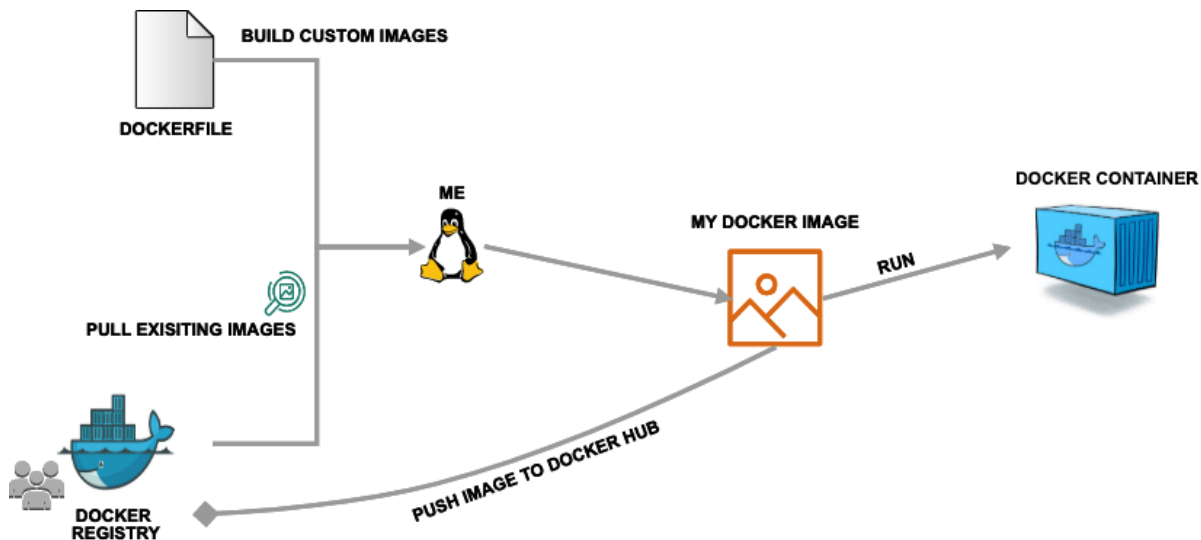 BUILD CUSTOM IMAGES
DOCKERFILE
ME
DOCKER CONTAINER
MY DOCKER IMAGE
RUN
PULL EXISITING IMAGES
PUSH IMAGE TO DOCKER HUB
DOCKER
REGISTRY